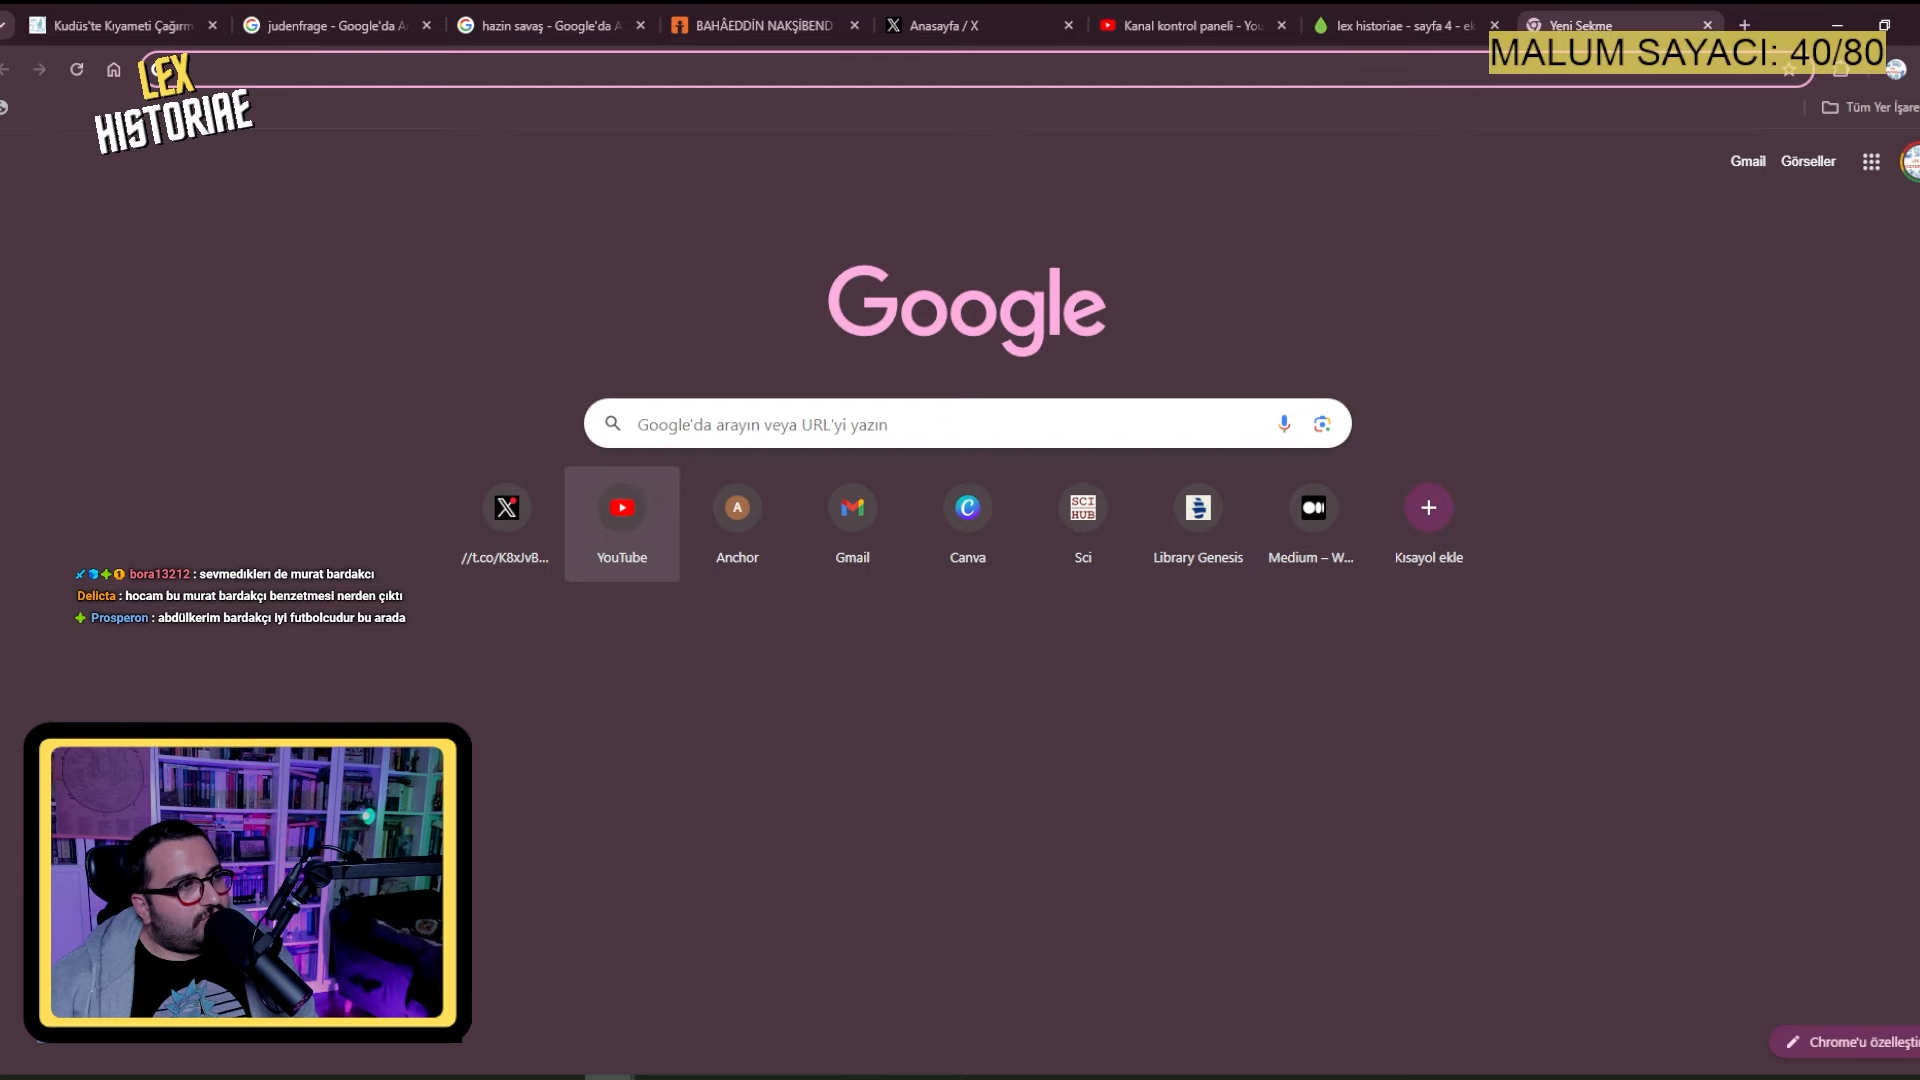 Kudüs'te Kıyameti Çağırm
judenfrage - Google'da A
hazin savaş - Google'da A
BAHÂEDDİN NAKŞİBEND
Anasayfa / X
Kanal kontrol paneli - You
lex historiae - sayfa 4 - ek
Yeni Sekme
MALUM SAYACI: 40/80
LEX
HISTORIAE
Tüm Yer İşare
Gmail
Görseller
Google
Google'da arayın veya URL'yi yazın
//t.co/K8xJvB...
YouTube
A
Anchor
Gmail
Canva
SCI
HUB
Sci
Library Genesis
Medium – W...
Kısayol ekle
bora13212 : sevmedıklerı de murat bardakcı
Delicta : hocam bu murat bardakçı benzetmesi nerden çıktı
Prosperon : abdülkerim bardakçı iyi futbolcudur bu arada
Chrome'u özelleştir